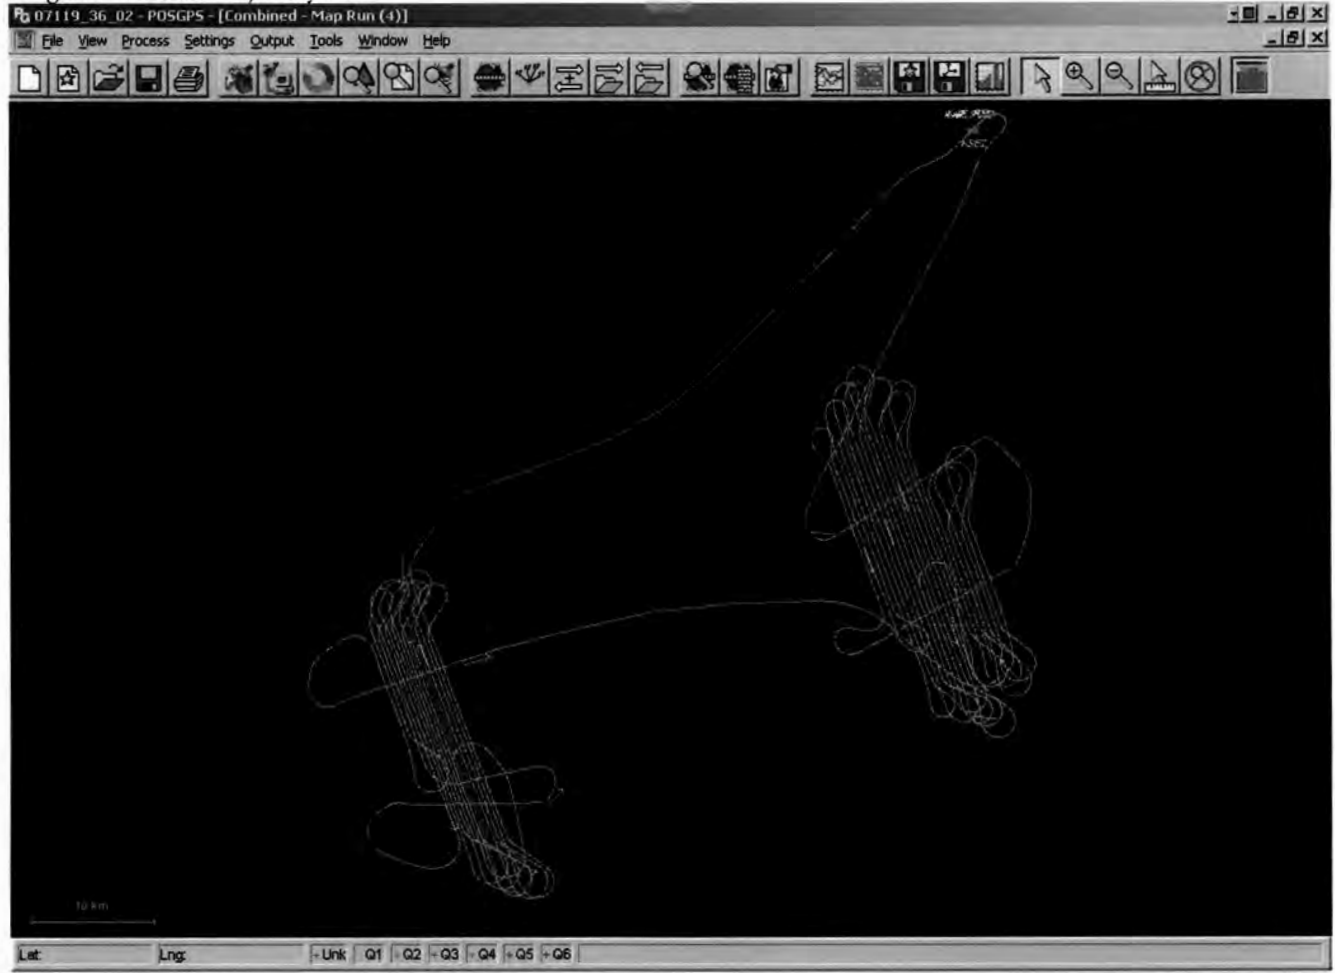 07119_36_02 - POSGPS - [Combined - Map Run (4)]
File View Process Settings Output Tools Window Help
10 km
Lat: Lng: Unk Q1 Q2 Q3 Q4 Q5 Q6